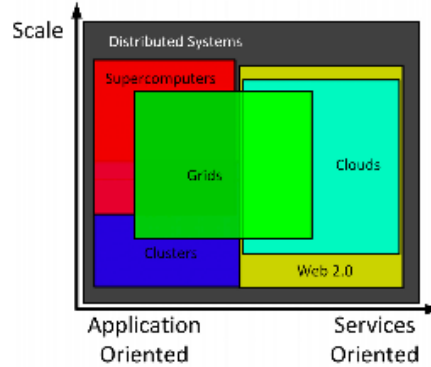 Scale
Distributed Systems
Supercomputers
Grids
Clouds
Clusters
Web 2.0
Application
Oriented
Services
Oriented